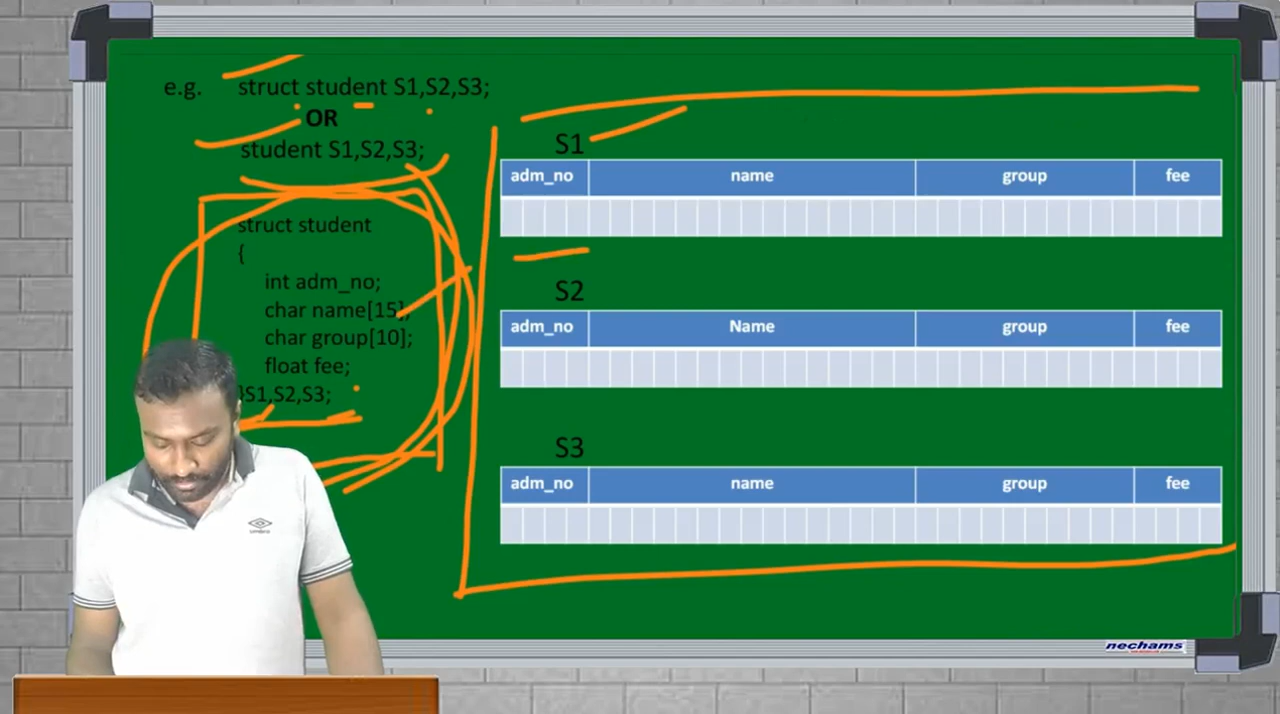 e.g. struct student S1,S2,S3;
OR
student S1,S2,S3;
struct student
{
int adm_no;
char name[15];
char group[10];
float fee;
}S1,S2,S3;
S1
adm_no name group fee
S2
adm_no Name group fee
S3
adm_no name group fee
nechams